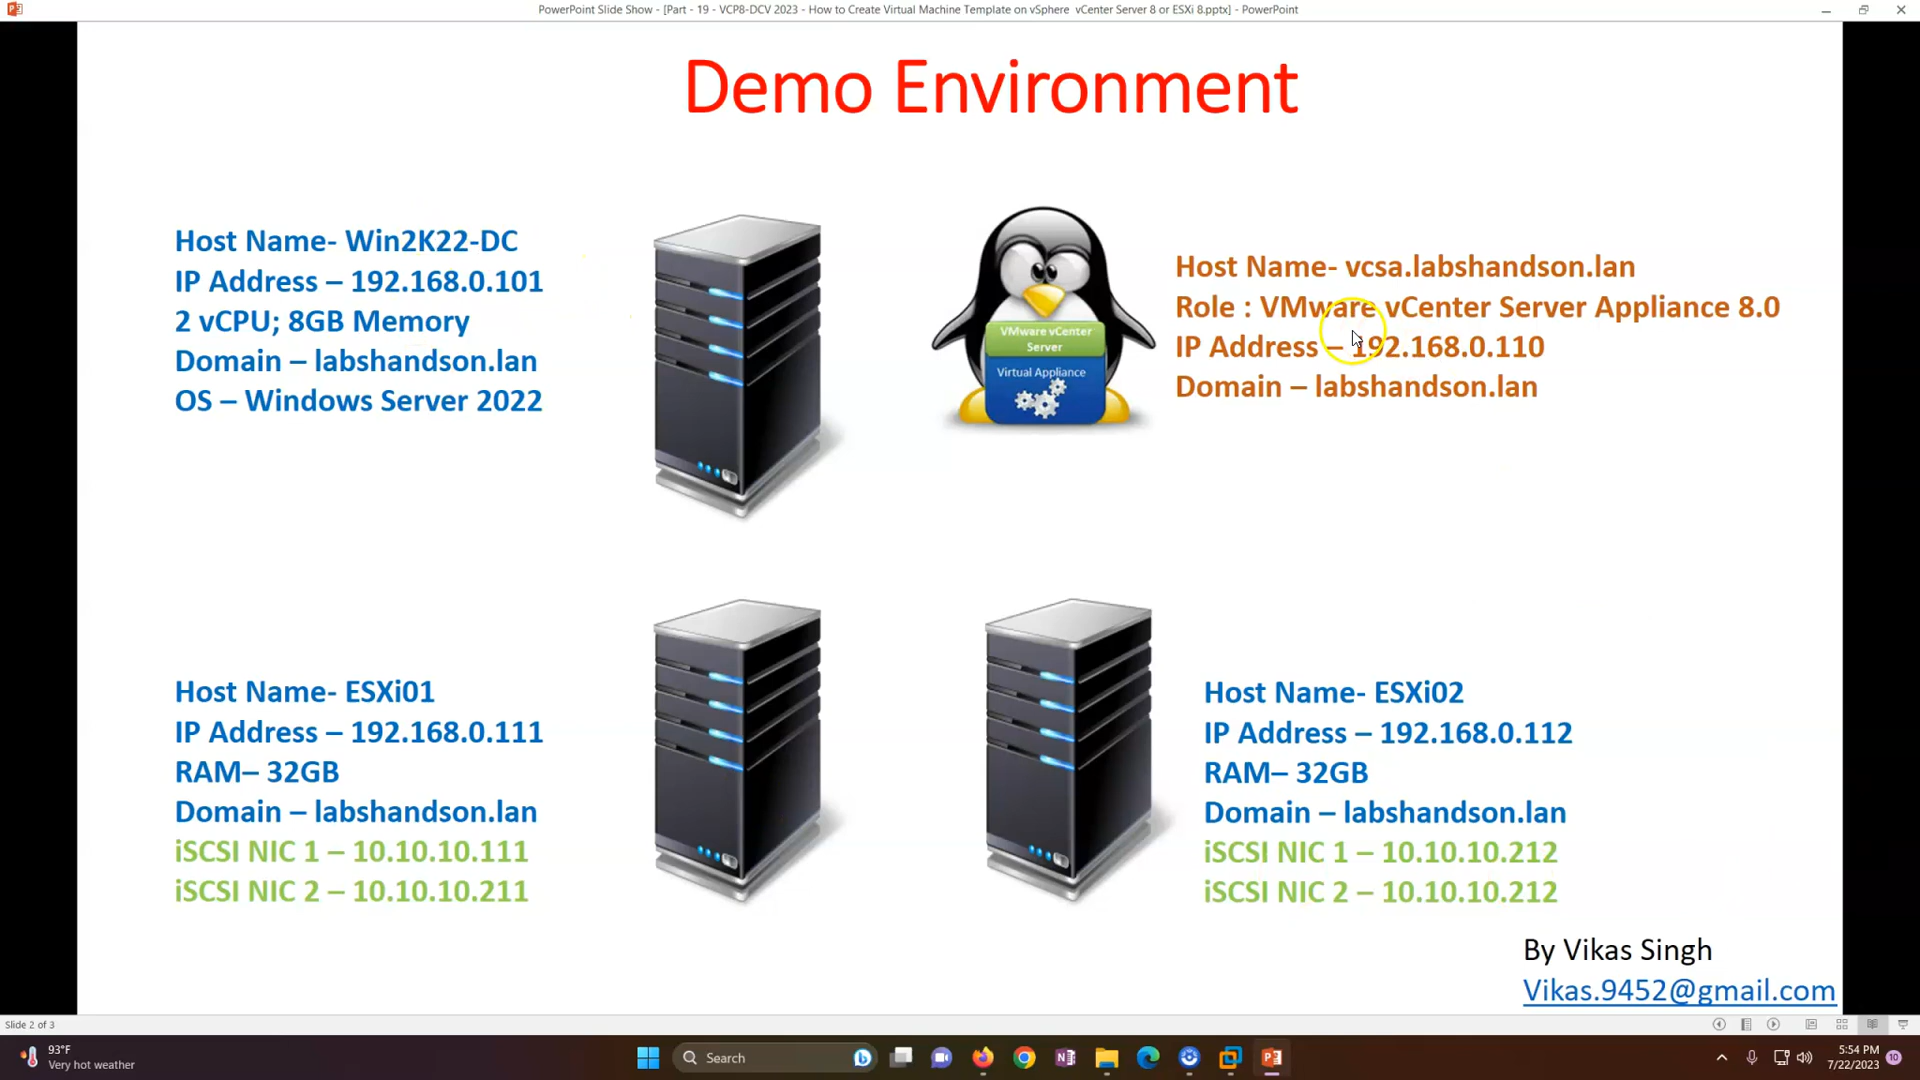 PowerPoint Slide Show - [Part - 19 - VCP8-DCV 2023 - How to Create Virtual Machine Template on vSphere  vCenter Server 8 or ESXi 8.pptx] - PowerPoint
Demo Environment
Host Name- Win2K22-DC
IP Address – 192.168.0.101
2 vCPU; 8GB Memory
Domain – labshandson.lan
OS – Windows Server 2022
VMware vCenter
Server
Virtual Appliance
Host Name- vcsa.labshandson.lan
Role : VMware vCenter Server Appliance 8.0
IP Address – 192.168.0.110
Domain – labshandson.lan
Host Name- ESXi01
IP Address – 192.168.0.111
RAM– 32GB
Domain – labshandson.lan
iSCSI NIC 1 – 10.10.10.111
iSCSI NIC 2 – 10.10.10.211
Host Name- ESXi02
IP Address – 192.168.0.112
RAM– 32GB
Domain – labshandson.lan
iSCSI NIC 1 – 10.10.10.212
iSCSI NIC 2 – 10.10.10.212
By Vikas Singh
Vikas.9452@gmail.com
Slide 2 of 3
93°F
Very hot weather
Search
5:54 PM
7/22/2023
10